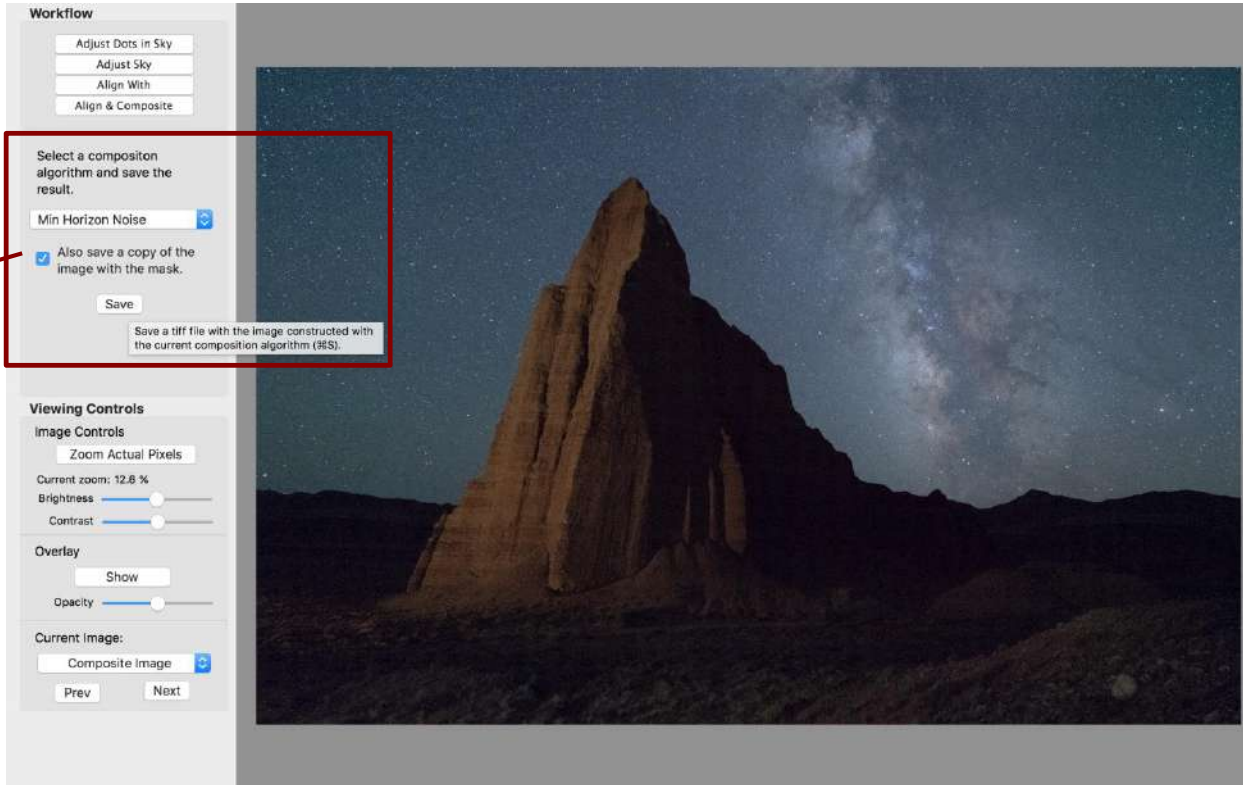 Workflow
Adjust Dots in Sky
Adjust Sky
Align With
Align & Composite
Select a compositon
algorithm and save the
result.
Min Horizon Noise
Also save a copy of the
image with the mask.
Save
Save a tiff file with the image constructed with
the current composition algorithm (⌘S).
Viewing Controls
Image Controls
Zoom Actual Pixels
Current zoom: 12.8 %
Brightness
Contrast
Overlay
Show
Opacity
Current Image:
Composite Image
Prev Next